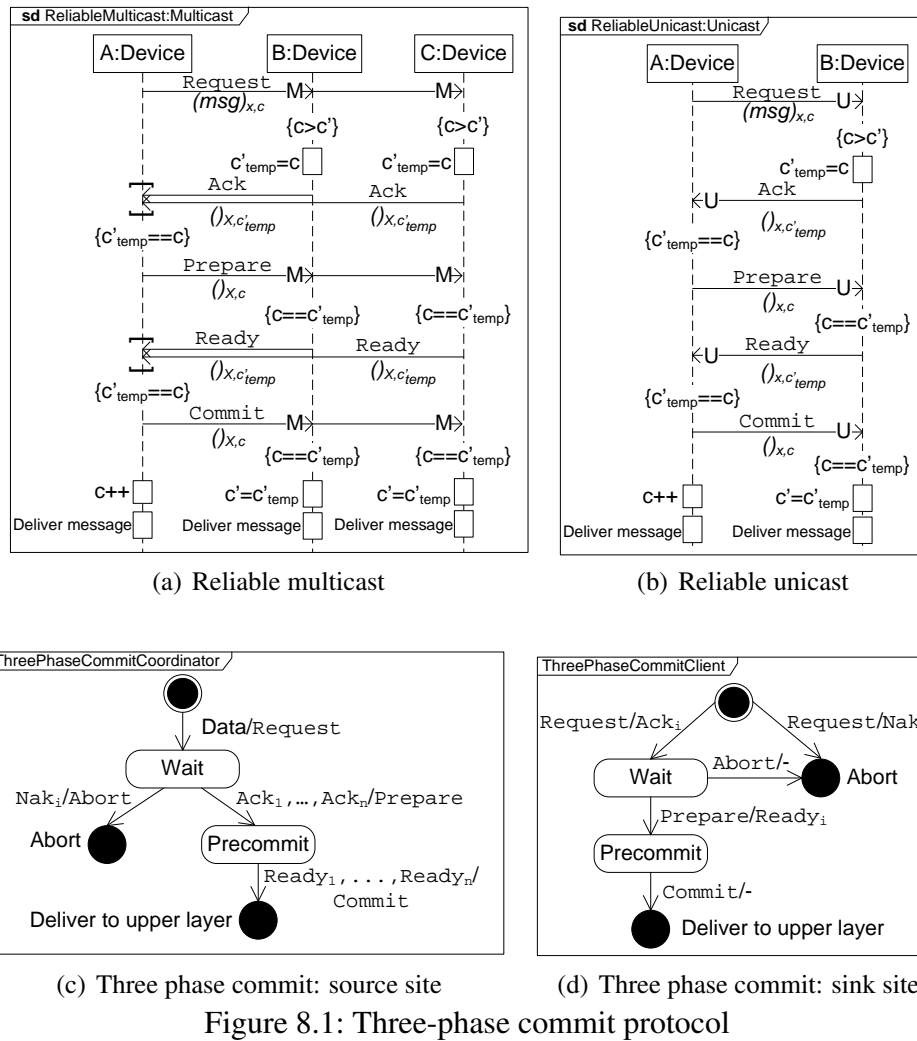 sd ReliableMulticast:Multicast
A:Device B:Device C:Device
Request M M
(msg)x,c
{c>c'} {c>c'}
c'temp=c c'temp=c
Ack Ack
()X,c'temp ()X,c'temp
{c'temp==c}
Prepare M M
()X,c
{c==c'temp} {c==c'temp}
Ready Ready
()X,c'temp ()X,c'temp
{c'temp==c}
Commit M M
()X,c
{c==c'temp} {c==c'temp}
c++ c'=c'temp c'=c'temp
Deliver message Deliver message Deliver message
(a) Reliable multicast
sd ReliableUnicast:Unicast
A:Device B:Device
Request U
(msg)x,c
{c>c'}
c'temp=c
U Ack
()x,c'temp
{c'temp==c}
Prepare U
()x,c
{c==c'temp}
U Ready
()x,c'temp
{c'temp==c}
Commit U
()x,c
{c==c'temp}
c++ c'=c'temp
Deliver message Deliver message
(b) Reliable unicast
ThreePhaseCommitCoordinator
Data/Request
Wait
Naki/Abort Ack1,…,Ackn/Prepare
Abort Precommit
Ready1,...,Readyn/
Commit
Deliver to upper layer
(c) Three phase commit: source site
ThreePhaseCommitClient
Request/Acki Request/Nak
Wait Abort/- Abort
Prepare/Readyi
Precommit
Commit/-
Deliver to upper layer
(d) Three phase commit: sink site
Figure 8.1: Three-phase commit protocol